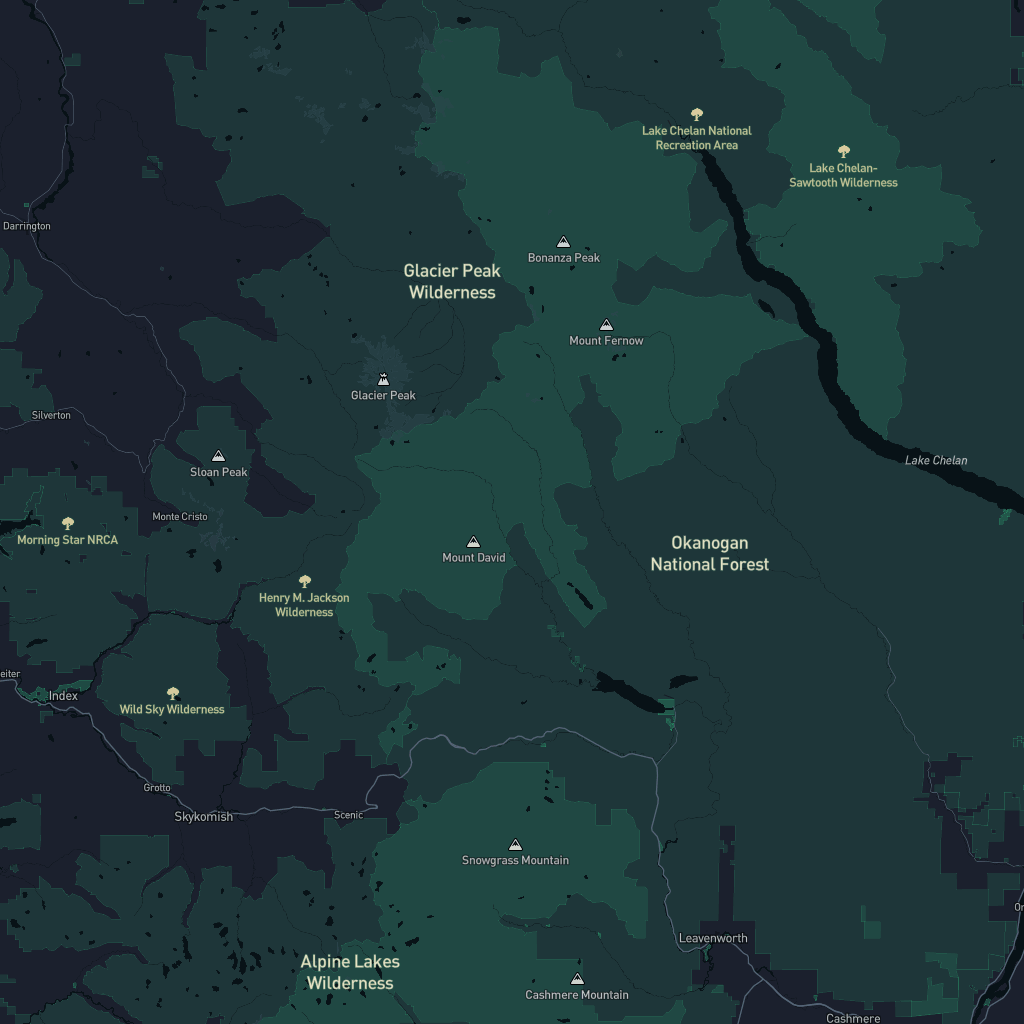 Lake Chelan National
Recreation Area
Lake Chelan-
Sawtooth Wilderness
Darrington
Bonanza Peak
Glacier Peak
Wilderness
Mount Fernow
Glacier Peak
Silverton
Sloan Peak
Lake Chelan
Monte Cristo
Morning Star NRCA
Okanogan
National Forest
Mount David
Henry M. Jackson
Wilderness
eiter
Index
Wild Sky Wilderness
Grotto
Skykomish
Scenic
Snowgrass Mountain
Or
Leavenworth
Alpine Lakes
Wilderness
Cashmere Mountain
Cashmere